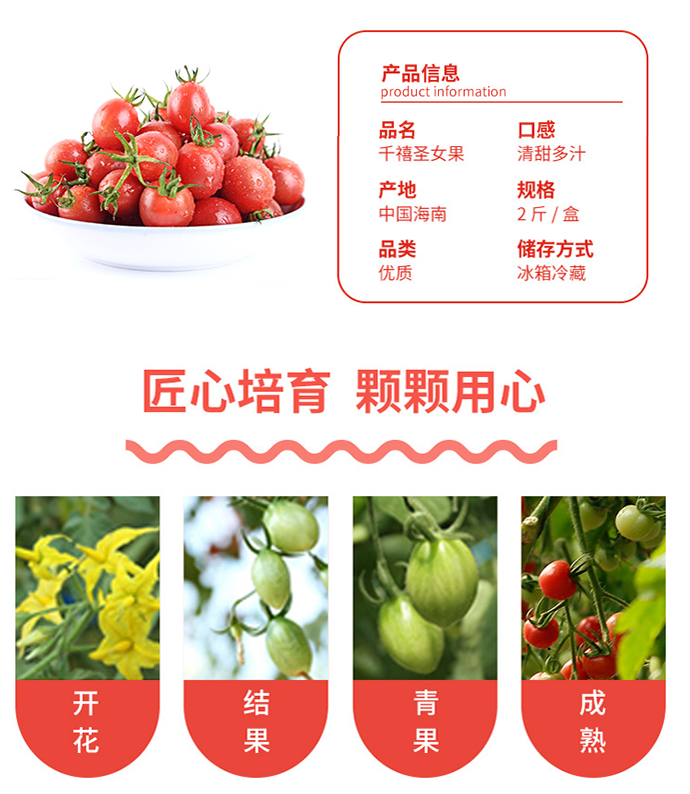 产品信息
product information
品名
千禧圣女果
口感
清甜多汁
产地
中国海南
规格
2 斤 / 盒
品类
优质
储存方式
冰箱冷藏
匠心培育 颗颗用心
开花
结果
青果
成熟